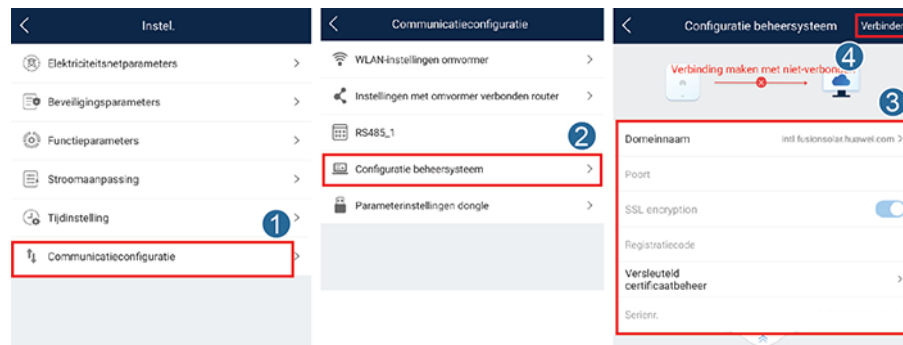 Instel.
Elektriciteitsnetparameters
Beveiligingsparameters
Functieparameters
Stroomaanpassing
Tijdinstelling
1
Communicatieconfiguratie
Communicatieconfiguratie
WLAN-instellingen omvormer
Instellingen met omvormer verbonden router
RS485_1
2
Configuratie beheersysteem
Parameterinstellingen dongle
Configuratie beheersysteem
Verbinden
4
Verbinding maken met niet-verbon
3
Domeinnaam
intl.fusionsolar.huawei.com
Poort
SSL encryption
Registratiecode
Versleuteld
certificaatbeheer
Serienr.